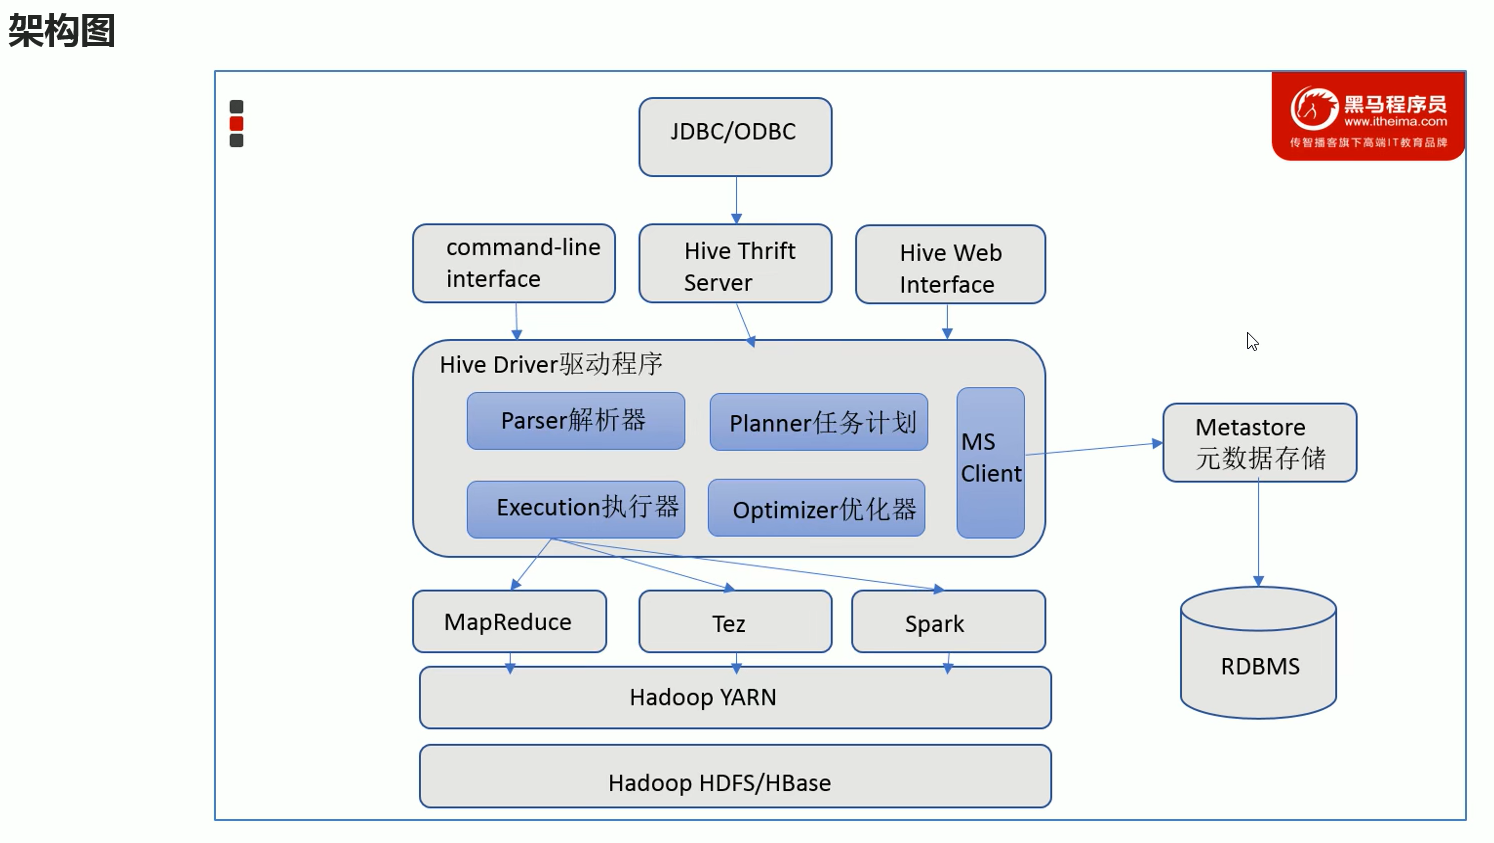 架构图
黑马程序员
www.itheima.com
传智播客旗下高端IT教育品牌
JDBC/ODBC
command-line
interface
Hive Thrift
Server
Hive Web
Interface
Hive Driver驱动程序
Parser解析器
Planner任务计划
MS
Client
Execution执行器
Optimizer优化器
Metastore
元数据存储
MapReduce
Tez
Spark
RDBMS
Hadoop YARN
Hadoop HDFS/HBase